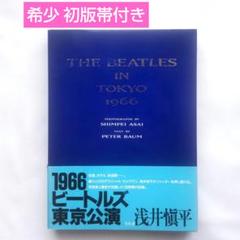 希少 初版帯付き
THE BEATLES
IN
TOKYO
1966
PHOTOGRAPHS BY
SHIMPEI ASAI
TEXT BY
PETER BAUM
1966
ビートルズ
東京公演
浅井愼平